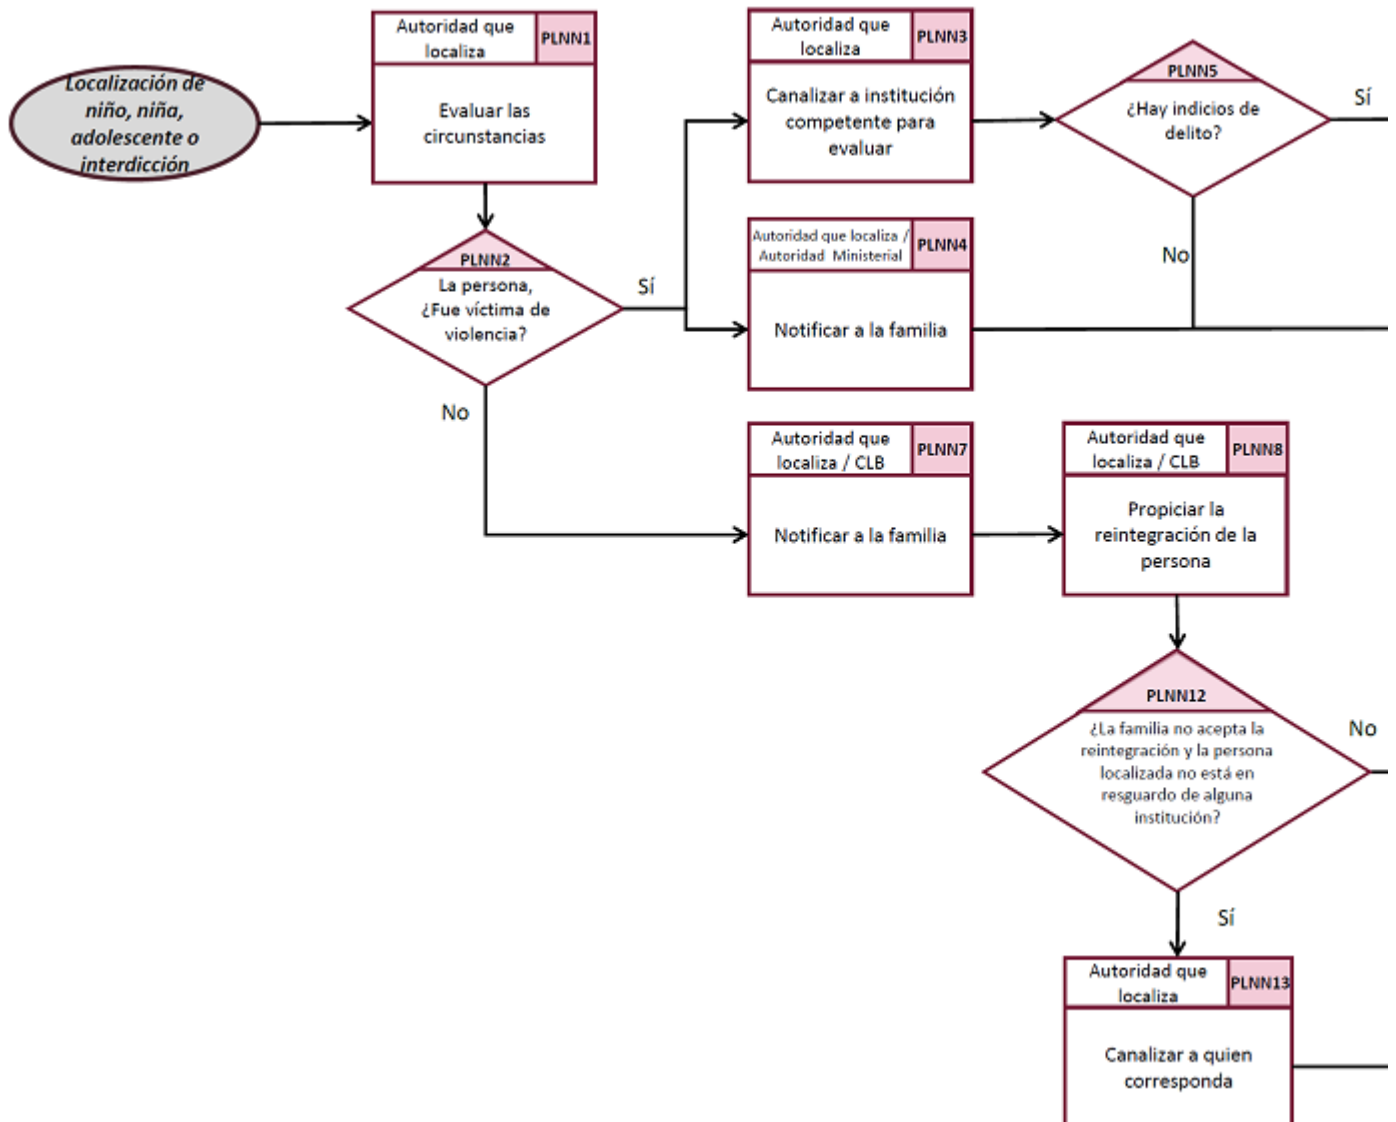 Localización de
niño, niña,
adolescente o
interdicción
Autoridad que
localiza
PLNN1
Evaluar las
circunstancias
PLNN2
La persona,
¿Fue víctima de
violencia?
Sí
No
Autoridad que
localiza
PLNN3
Canalizar a institución
competente para
evaluar
PLNN5
¿Hay indicios de
delito?
Sí
No
Autoridad que localiza /
Autoridad Ministerial
PLNN4
Notificar a la familia
Autoridad que
localiza / CLB
PLNN7
Notificar a la familia
Autoridad que
localiza / CLB
PLNN8
Propiciar la
reintegración de la
persona
PLNN12
¿La familia no acepta la
reintegración y la persona
localizada no está en
resguardo de alguna
institución?
No
Sí
Autoridad que
localiza
PLNN13
Canalizar a quien
corresponda